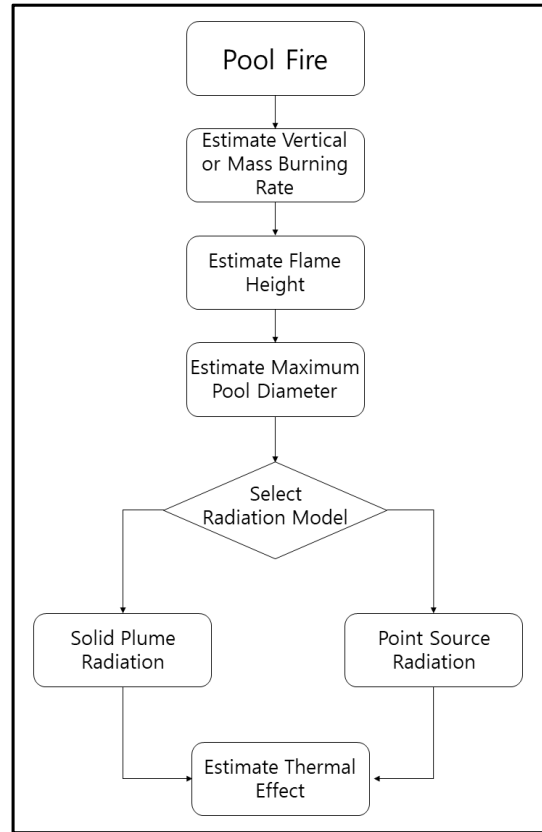 Pool Fire
Estimate Vertical
or Mass Burning
Rate
Estimate Flame
Height
Estimate Maximum
Pool Diameter
Select
Radiation Model
Solid Plume
Radiation
Point Source
Radiation
Estimate Thermal
Effect